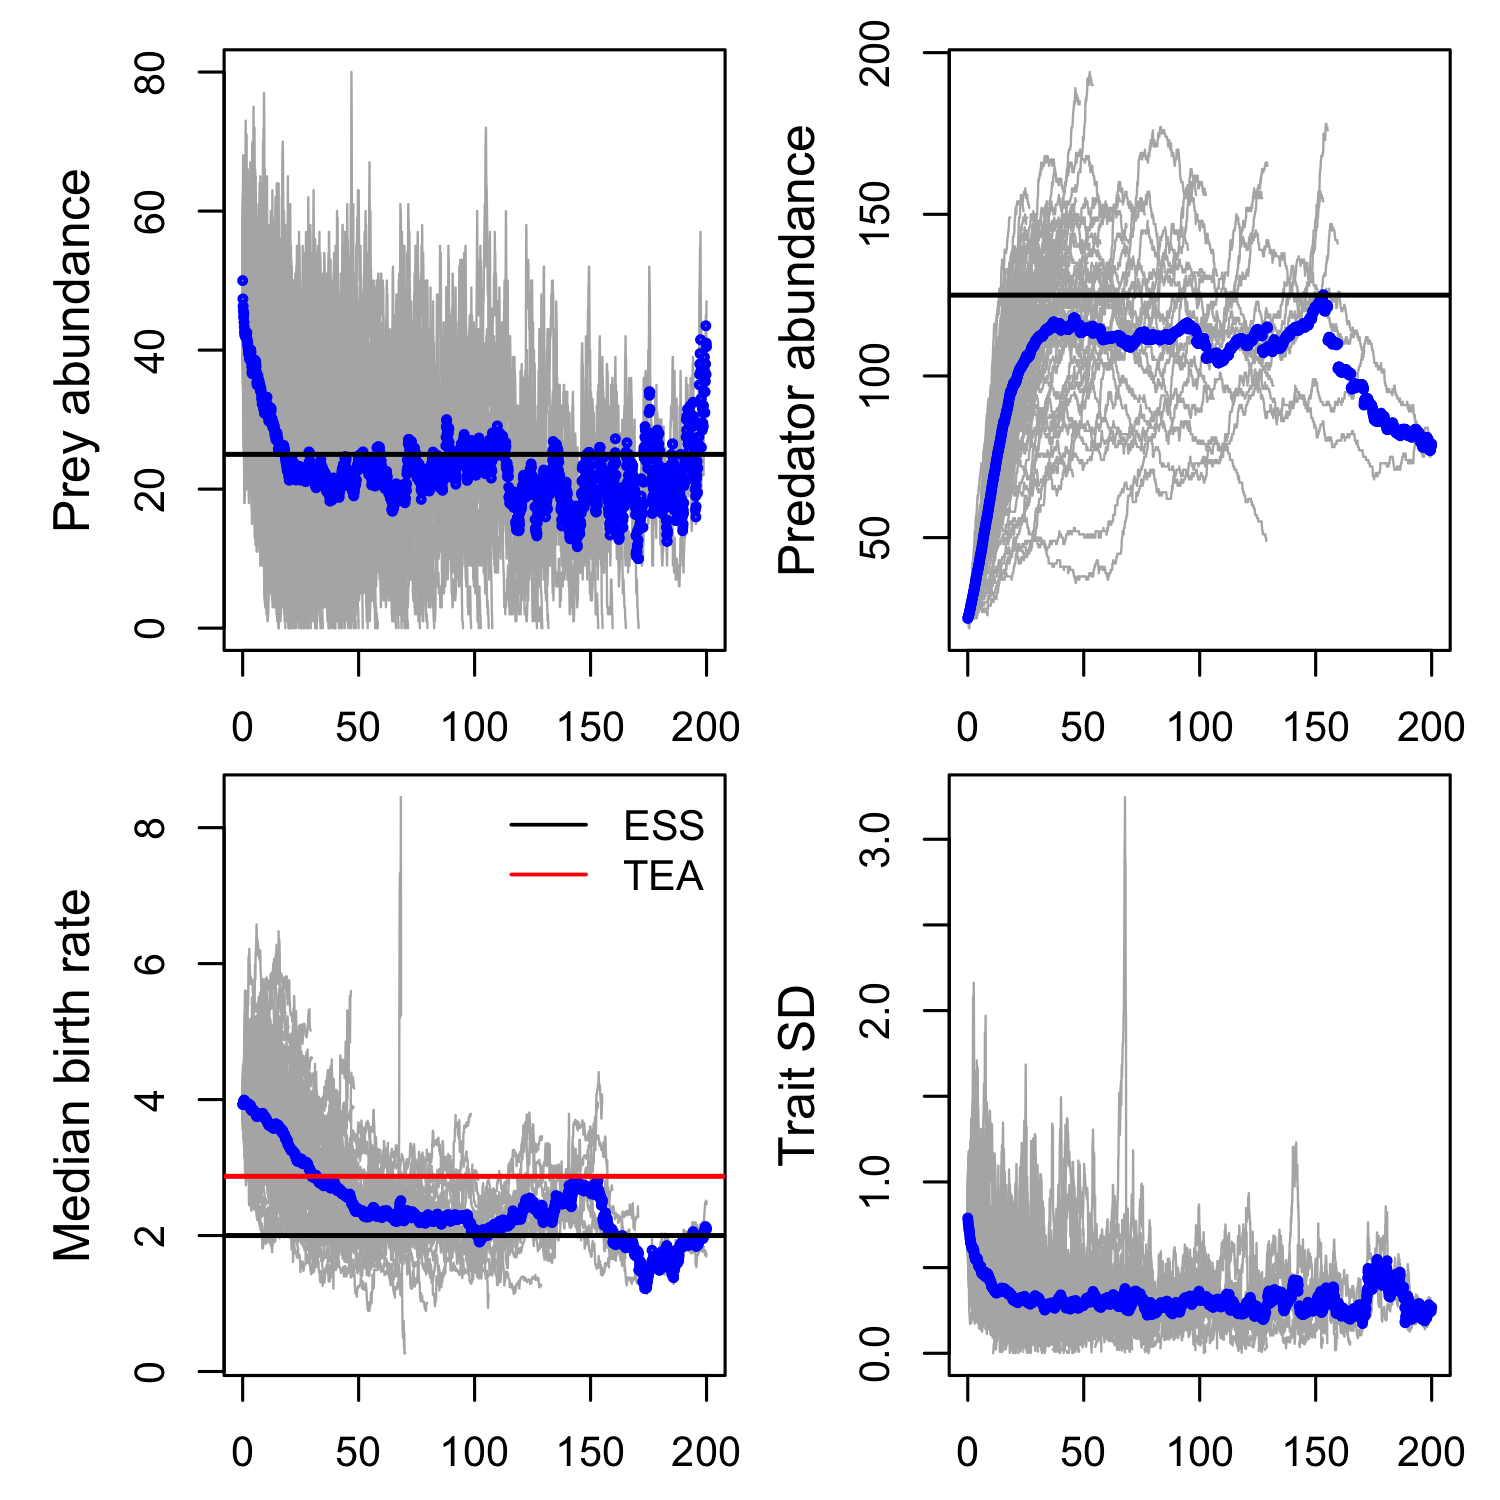 Prey abundance
80
60
40
20
0
0 50 100 150 200
Predator abundance
200
150
100
50
0 50 100 150 200
Median birth rate
8
6
4
2
0
ESS
TEA
0 50 100 150 200
Trait SD
3.0
2.0
1.0
0.0
0 50 100 150 200